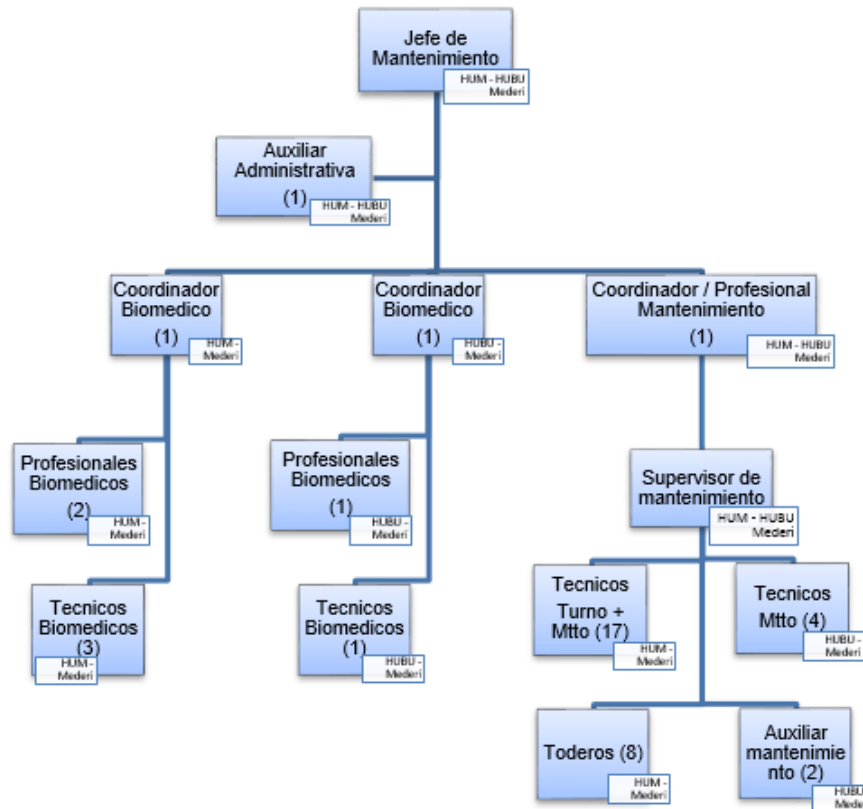 Jefe de
Mantenimiento
HUM - HUBU
Mederi
Auxiliar
Administrativa
(1)
HUM - HUBU
Mederi
Coordinador
Biomedico
(1)
HUM -
Mederi
Coordinador
Biomedico
(1)
HUBU -
Mederi
Coordinador / Profesional
Mantenimiento
(1)
HUM - HUBU
Mederi
Profesionales
Biomedicos
(2)
HUM -
Mederi
Profesionales
Biomedicos
(1)
HUBU -
Mederi
Supervisor de
mantenimiento
HUM - HUBU
Mederi
Tecnicos
Biomedicos
(3)
HUM -
Mederi
Tecnicos
Biomedicos
(1)
HUBU -
Mederi
Tecnicos
Turno +
Mtto (17)
HUM -
Mederi
Tecnicos
Mtto (4)
HUBU -
Mederi
Toderos (8)
HUM -
Mederi
Auxiliar
mantenimie
nto (2)
HUBU
Mede